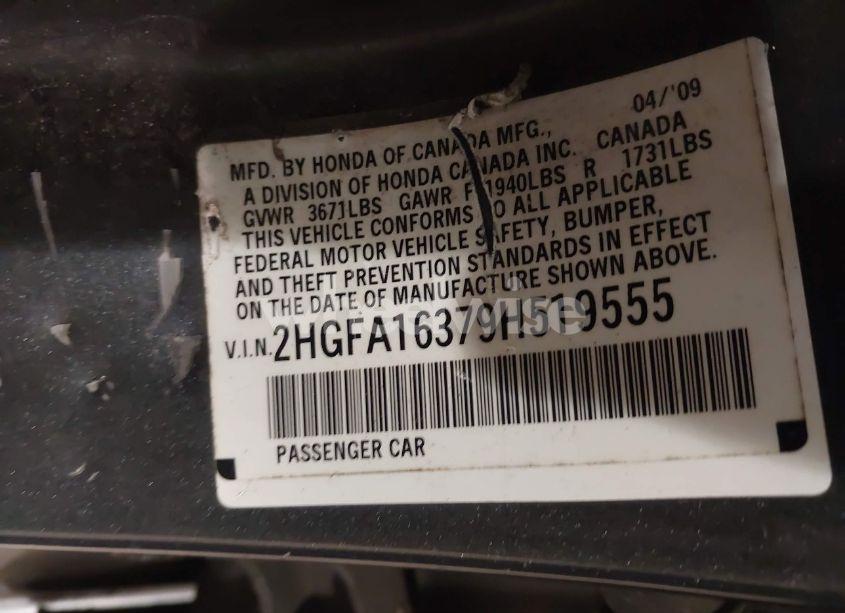 04/'09
MFD. BY HONDA OF CANADA MFG.,
A DIVISION OF HONDA CANADA INC. CANADA
GVWR 3671LBS GAWR F 1940LBS R 1731LBS
THIS VEHICLE CONFORMS TO ALL APPLICABLE
FEDERAL MOTOR VEHICLE SAFETY, BUMPER,
AND THEFT PREVENTION STANDARDS IN EFFECT
ON THE DATE OF MANUFACTURE SHOWN ABOVE.
V.I.N. 2HGFA16379H519555
PASSENGER CAR